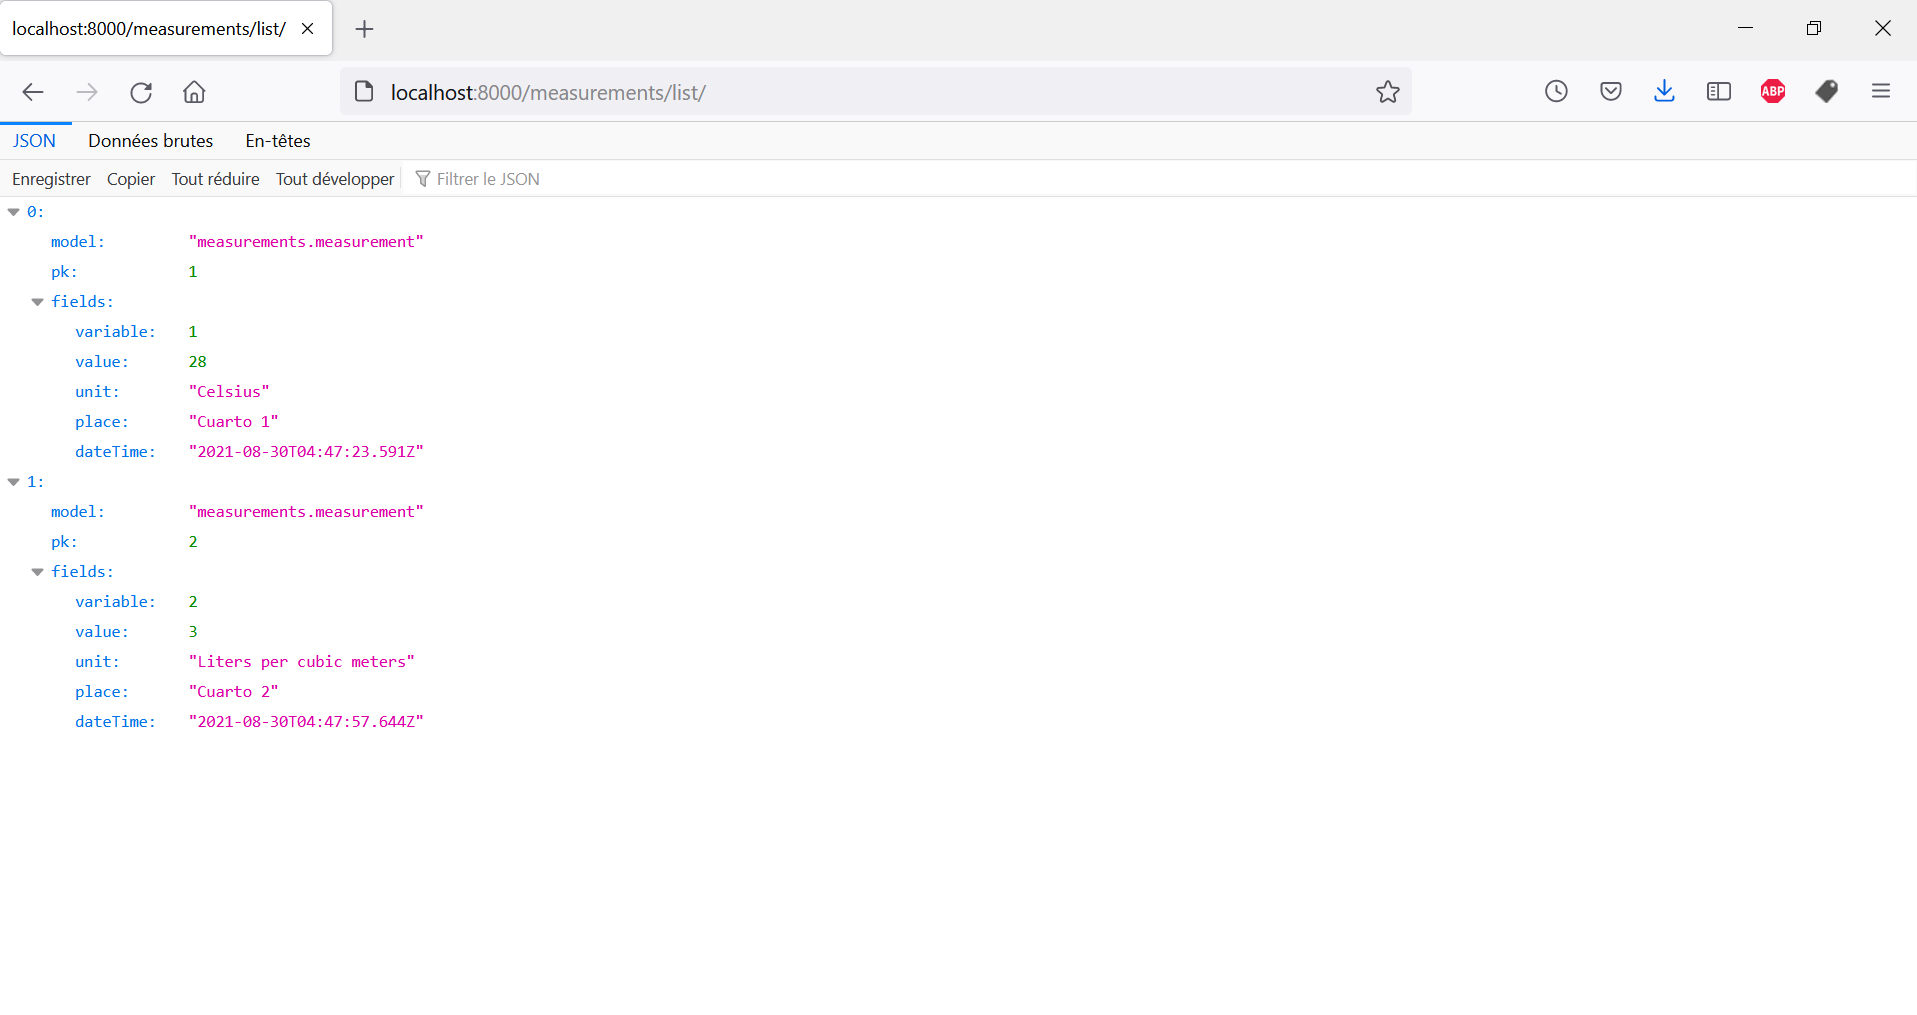 localhost:8000/measurements/list/
localhost:8000/measurements/list/
ABP
JSON Données brutes En-têtes
Enregistrer Copier Tout réduire Tout développer Filtrer le JSON
0:
model: "measurements.measurement"
pk: 1
fields:
variable: 1
value: 28
unit: "Celsius"
place: "Cuarto 1"
dateTime: "2021-08-30T04:47:23.591Z"
1:
model: "measurements.measurement"
pk: 2
fields:
variable: 2
value: 3
unit: "Liters per cubic meters"
place: "Cuarto 2"
dateTime: "2021-08-30T04:47:57.644Z"